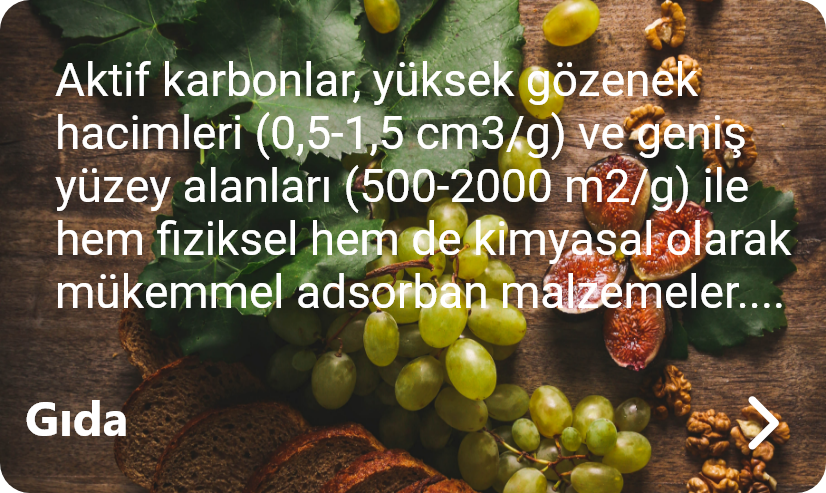 Aktif karbonlar, yüksek gözenek
hacimleri (0,5-1,5 cm3/g) ve geniş
yüzey alanları (500-2000 m2/g) ile
hem fiziksel hem de kimyasal olarak
mükemmel adsorban malzemeler....
Gıda